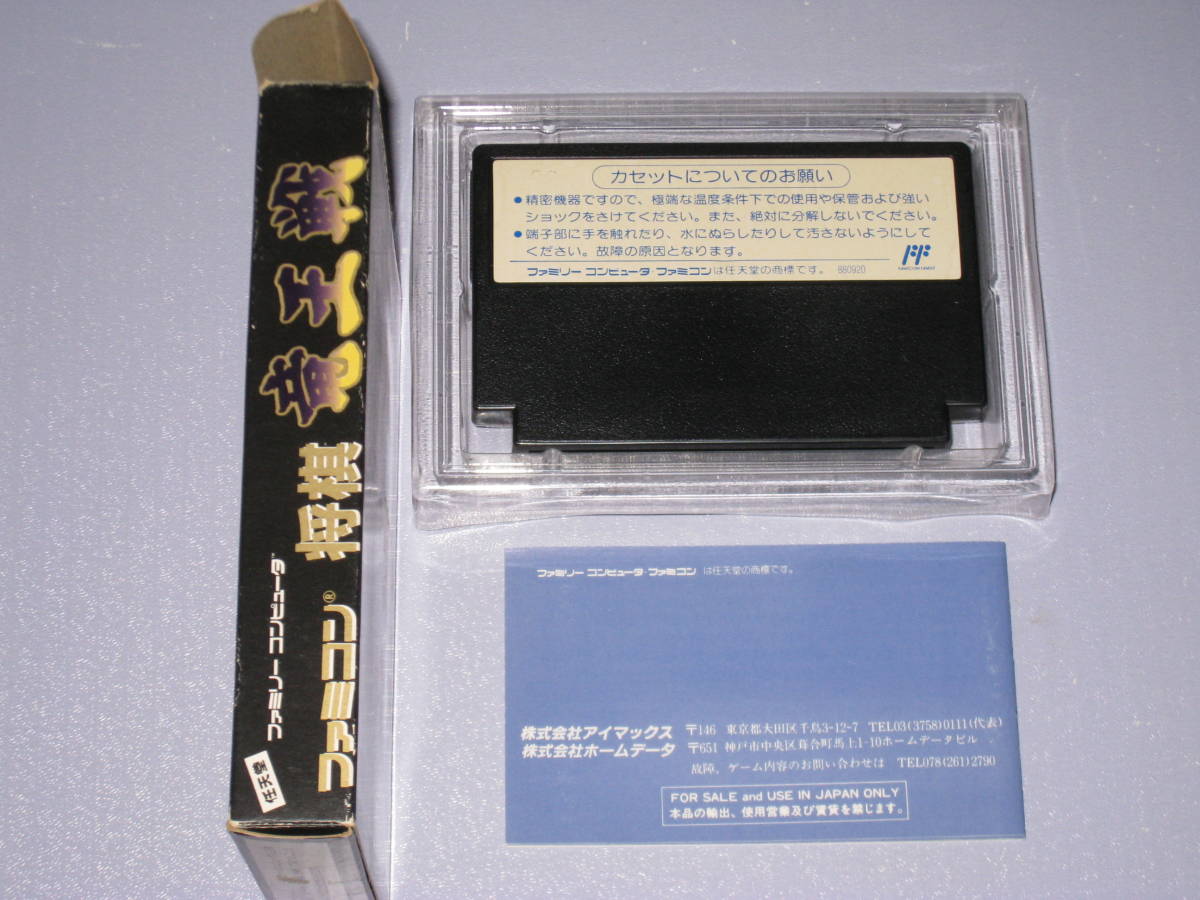 任天堂
ファミリー コンピュータ™
ファミコン® 将棋 竜王戦
カセットについてのお願い
●精密機器ですので、極端な温度条件下での使用や保管および強い
ショックをさけてください。また、絶対に分解しないでください。
●端子部に手を触れたり、水にぬらしたりして汚さないようにして
ください。故障の原因となります。
ファミリー コンピュータ・ファミコンは任天堂の商標です。 880920
ファミリー コンピュータ・ファミコン は任天堂の商標です。
株式会社アイマックス 〒146 東京都大田区千鳥3-12-7 TEL03(3758)0111(代表)
株式会社ホームデータ 〒651 神戸市中央区葺合町馬止1-10ホームデータビル
故障、ゲーム内容のお問い合わせは TEL078(261)2790
FOR SALE and USE IN JAPAN ONLY
本品の輸出、使用営業及び賃貸を禁じます。